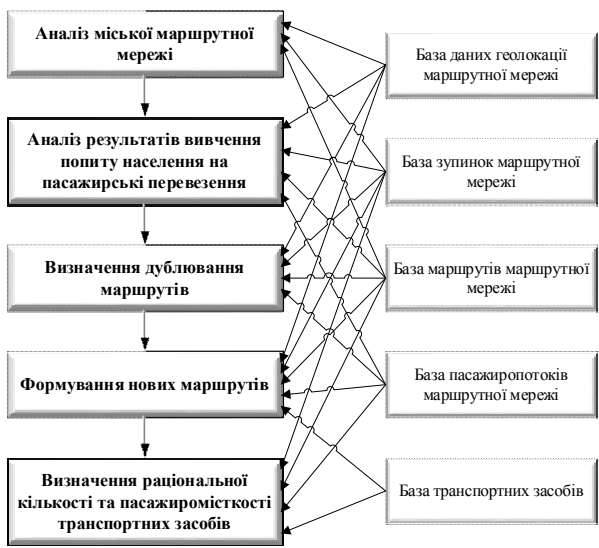 Аналіз міської маршрутної
мережі
Аналіз результатів вивчення
попиту населення на
пасажирські перевезення
Визначення дублювання
маршрутів
Формування нових маршрутів
Визначення раціональної
кількості та пасажиромісткості
транспортних засобів
База даних геолокації
маршрутної мережі
База зупинок маршрутної
мережі
База маршрутів маршрутної
мережі
База пасажиропотоків
маршрутної мережі
База транспортних засобів